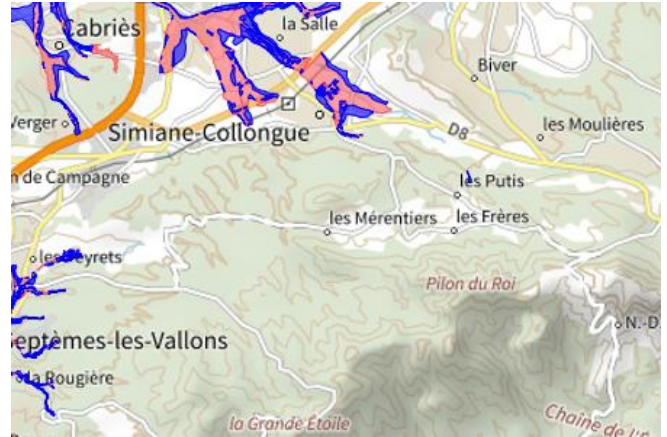 Cabriès
la Salle
Biver
Verger
Simiane-Collongue
D8
les Moulières
n de Campagne
les Putis
les Mérentiers
les Frères
les Peyrets
Pilon du Roi
N.-D.
eptèmes-les-Vallons
la Rougière
la Grande Étoile
Chaîne de l'É